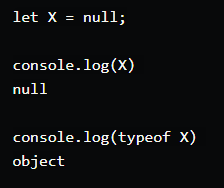 let X = null;
console.log(X)
null
console.log(typeof X)
object